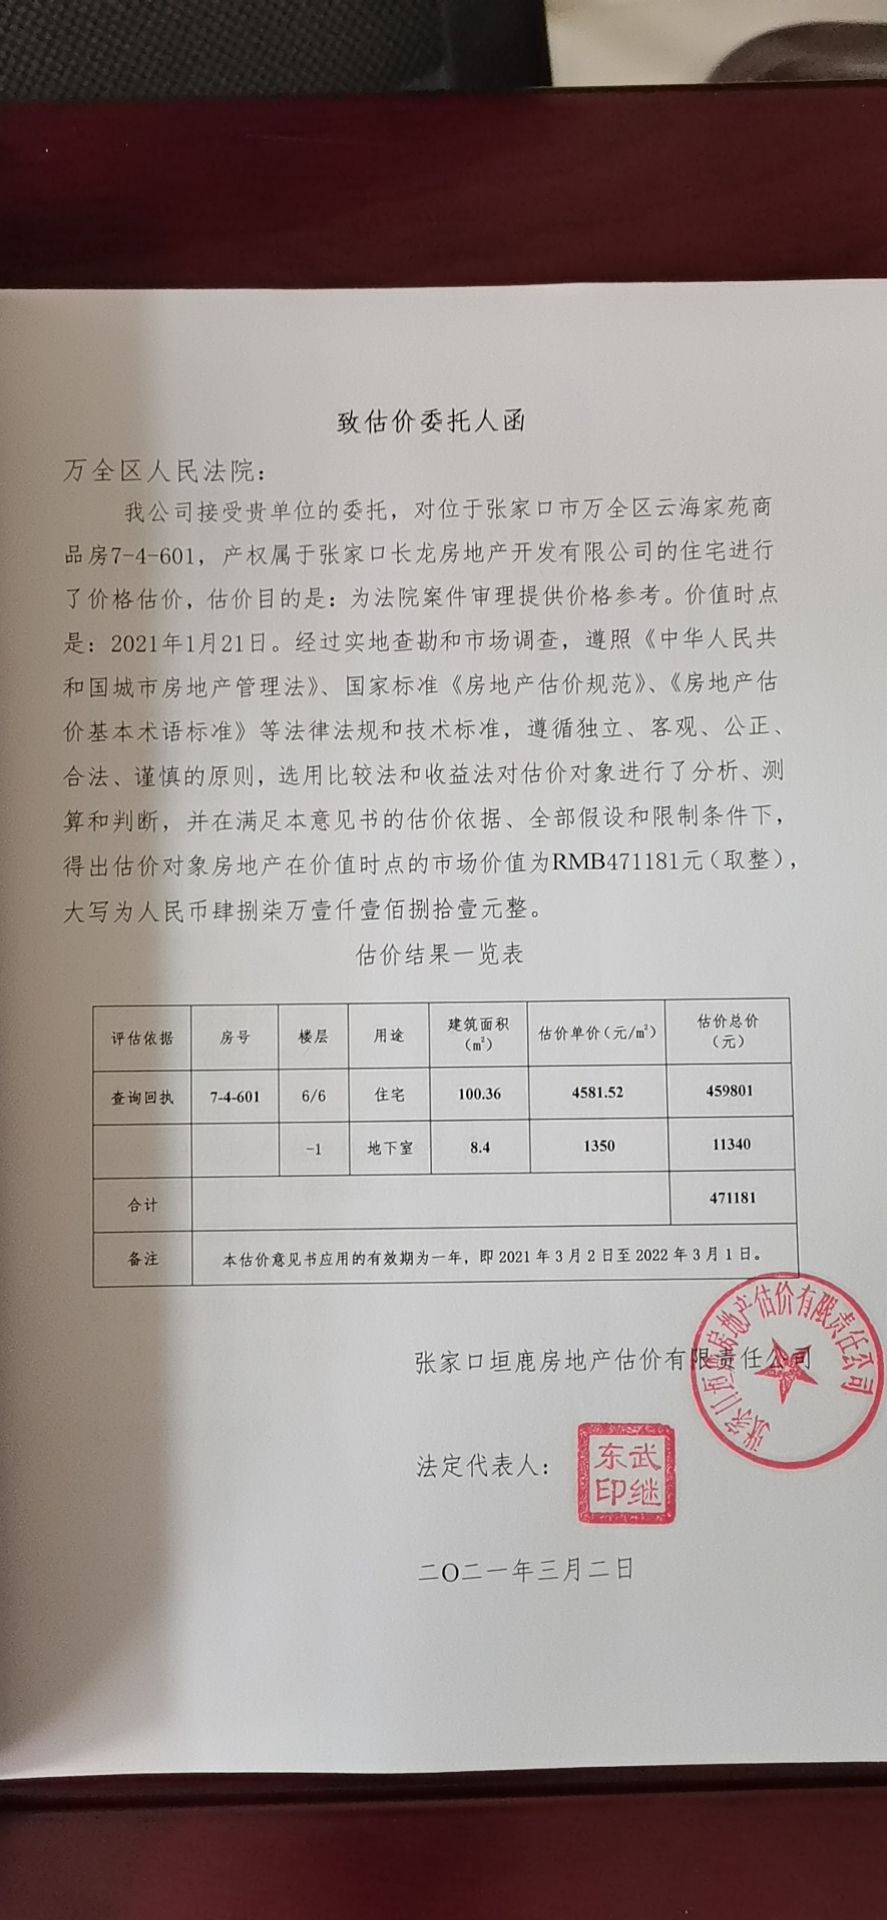 致估价委托人函
万全区人民法院：
我公司接受贵单位的委托，对位于张家口市万全区云海家苑商
品房7-4-601，产权属于张家口长龙房地产开发有限公司的住宅进行
了价格估价，估价目的是：为法院案件审理提供价格参考。价值时点
是：2021年1月21日。经过实地查勘和市场调查，遵照《中华人民共
和国城市房地产管理法》、国家标准《房地产估价规范》、《房地产估
价基本术语标准》等法律法规和技术标准，遵循独立、客观、公正、
合法、谨慎的原则，选用比较法和收益法对估价对象进行了分析、测
算和判断，并在满足本意见书的估价依据、全部假设和限制条件下，
得出估价对象房地产在价值时点的市场价值为RMB471181元（取整），
大写为人民币肆捌柒万壹仟壹佰捌拾壹元整。
估价结果一览表
评估依据 房号 楼层 用途 建筑面积（㎡） 估价单价（元/㎡） 估价总价（元）
查询回执 7-4-601 6/6 住宅 100.36 4581.52 459801
-1 地下室 8.4 1350 11340
合计 471181
备注 本估价意见书应用的有效期为一年，即2021年3月2日至2022年3月1日。
张家口垣鹿房地产估价有限责任公司
张家口垣鹿房地产估价有限责任公司
法定代表人：
东武
印继
二〇二一年三月二日